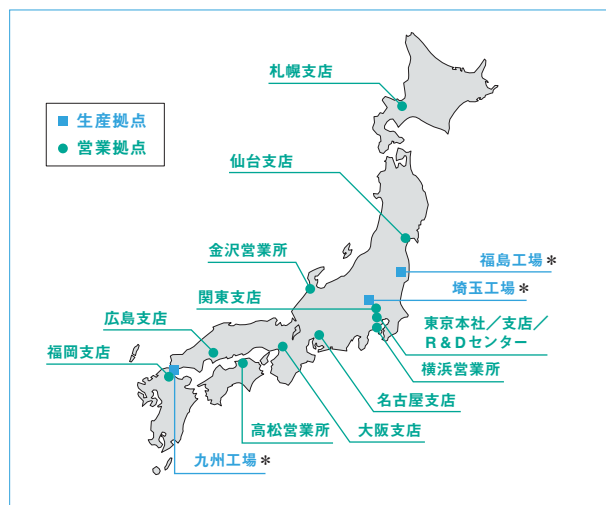 札幌支店
■ 生産拠点
● 営業拠点
仙台支店
金沢営業所
福島工場＊
関東支店
埼玉工場＊
広島支店
東京本社／支店／
R＆Dセンター
福岡支店
横浜営業所
名古屋支店
高松営業所
大阪支店
九州工場＊